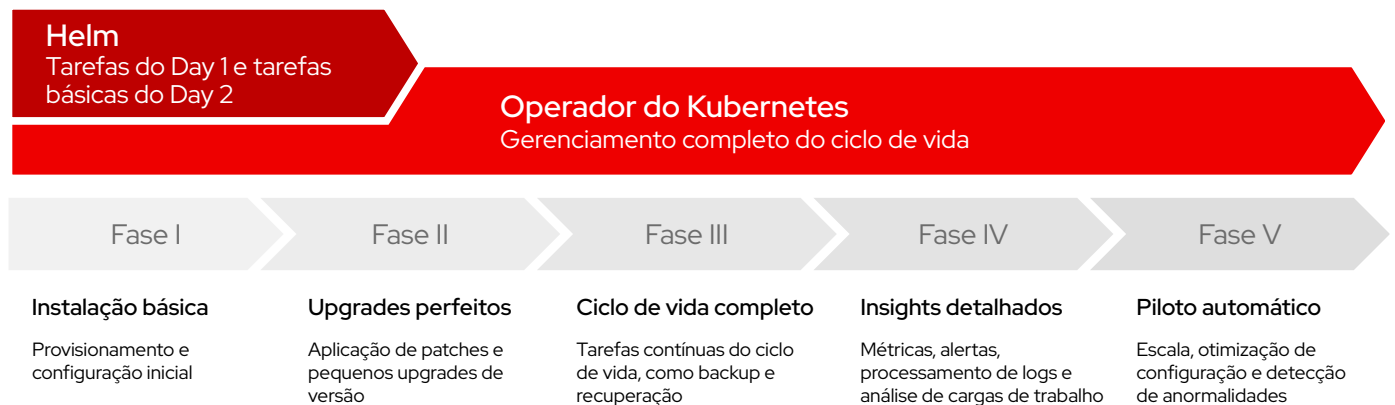 Helm
Tarefas do Day 1 e tarefas
básicas do Day 2
Operador do Kubernetes
Gerenciamento completo do ciclo de vida
Fase I
Fase II
Fase III
Fase IV
Fase V
Instalação básica
Provisionamento e
configuração inicial
Upgrades perfeitos
Aplicação de patches e
pequenos upgrades de
versão
Ciclo de vida completo
Tarefas contínuas do ciclo
de vida, como backup e
recuperação
Insights detalhados
Métricas, alertas,
processamento de logs e
análise de cargas de trabalho
Piloto automático
Escala, otimização de
configuração e detecção
de anormalidades